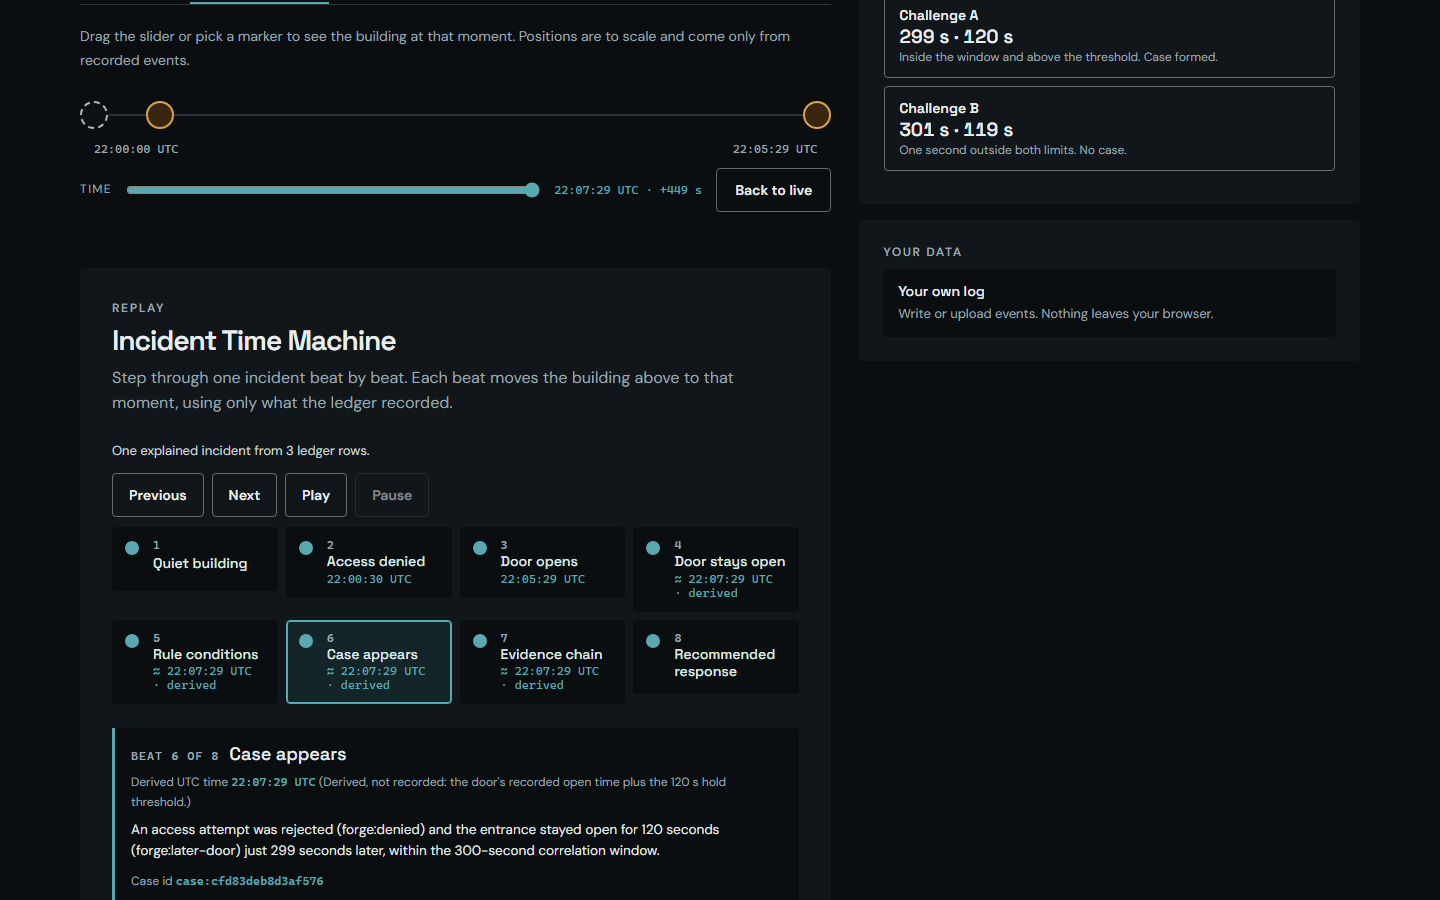 Drag the slider or pick a marker to see the building at that moment. Positions are to scale and come only from
recorded events.
22:00:00 UTC
22:05:29 UTC
TIME
22:07:29 UTC · +449 s
Back to live
REPLAY
Incident Time Machine
Step through one incident beat by beat. Each beat moves the building above to that
moment, using only what the ledger recorded.
One explained incident from 3 ledger rows.
Previous
Next
Play
Pause
1
Quiet building
2
Access denied
22:00:30 UTC
3
Door opens
22:05:29 UTC
4
Door stays open
≈ 22:07:29 UTC
· derived
5
Rule conditions
≈ 22:07:29 UTC
· derived
6
Case appears
≈ 22:07:29 UTC
· derived
7
Evidence chain
≈ 22:07:29 UTC
· derived
8
Recommended
response
BEAT 6 OF 8 Case appears
Derived UTC time 22:07:29 UTC (Derived, not recorded: the door's recorded open time plus the 120 s hold
threshold.)
An access attempt was rejected (forge:denied) and the entrance stayed open for 120 seconds
(forge:later-door) just 299 seconds later, within the 300-second correlation window.
Case id case:cfd83deb8d3af576
Challenge A
299 s · 120 s
Inside the window and above the threshold. Case formed.
Challenge B
301 s · 119 s
One second outside both limits. No case.
YOUR DATA
Your own log
Write or upload events. Nothing leaves your browser.